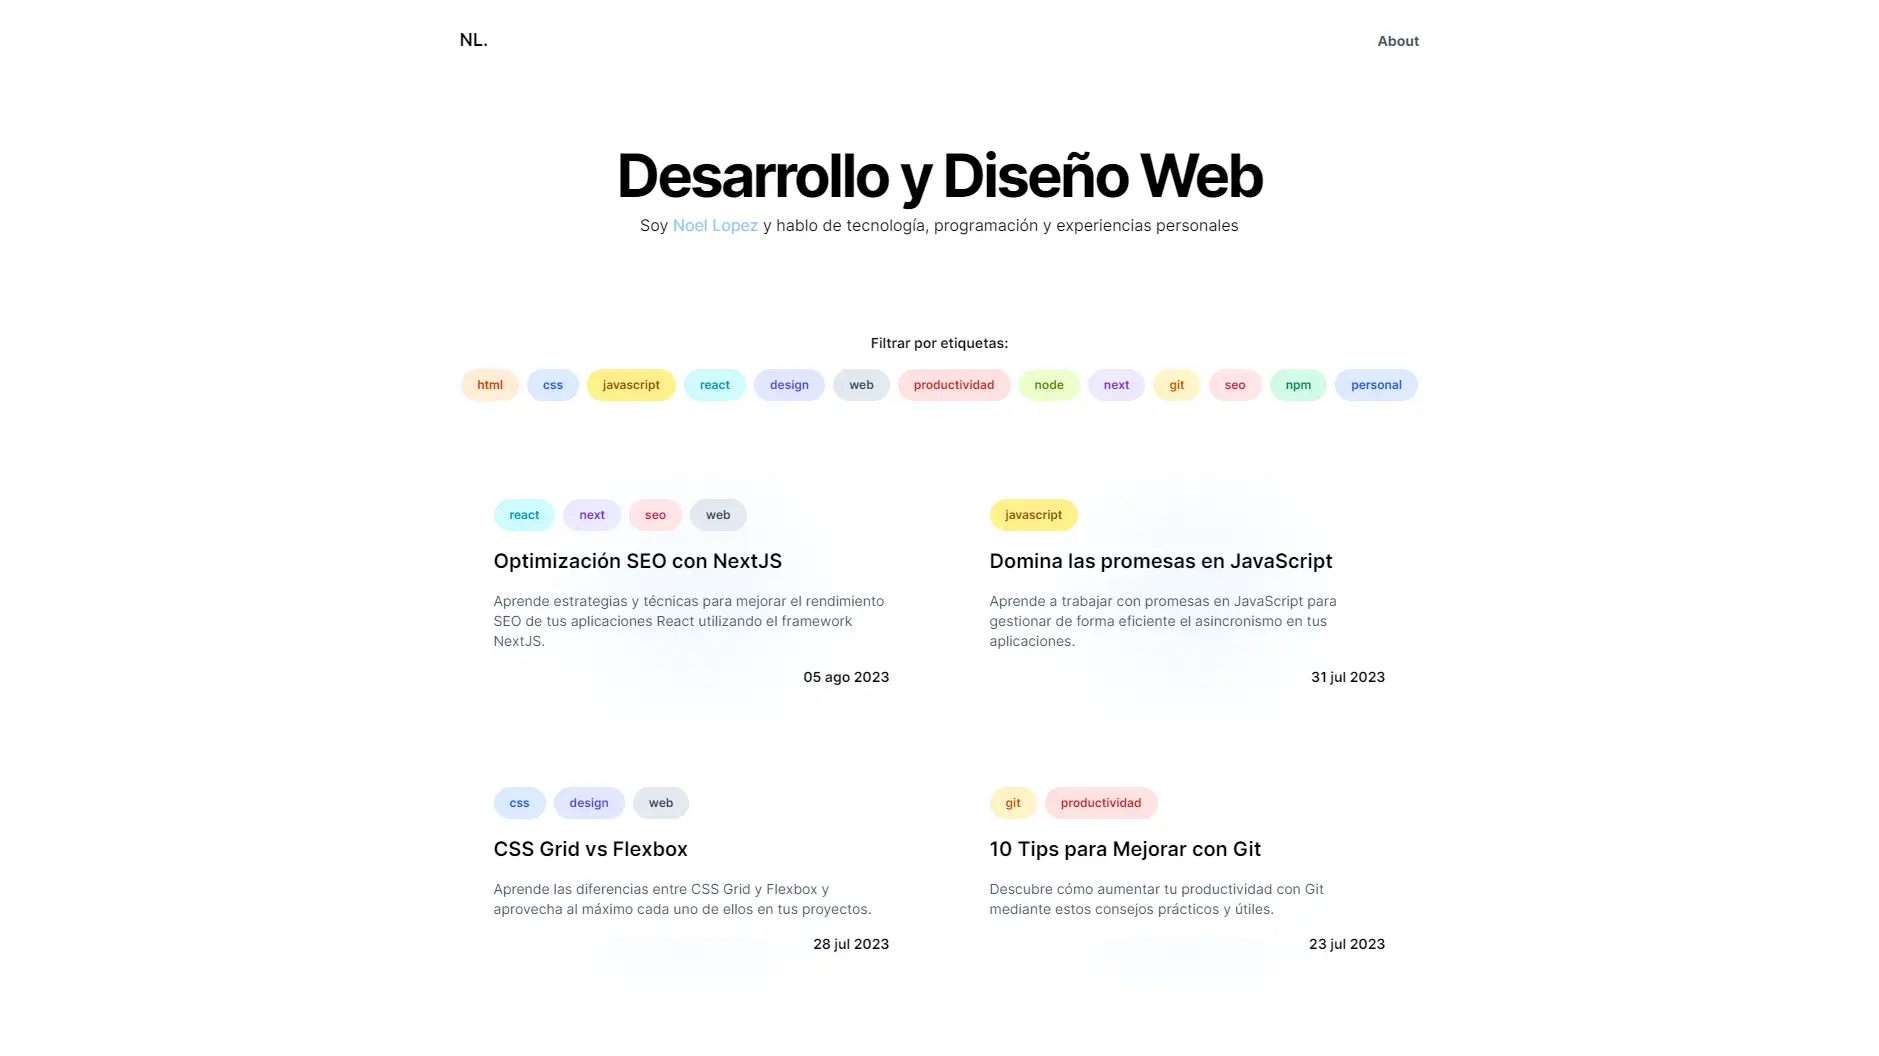 NL.
About
Desarrollo y Diseño Web
Soy Noel Lopez y hablo de tecnología, programación y experiencias personales
Filtrar por etiquetas:
html css javascript react design web productividad node next git seo npm personal
react next seo web
Optimización SEO con NextJS
Aprende estrategias y técnicas para mejorar el rendimiento
SEO de tus aplicaciones React utilizando el framework
NextJS.
05 ago 2023
javascript
Domina las promesas en JavaScript
Aprende a trabajar con promesas en JavaScript para
gestionar de forma eficiente el asincronismo en tus
aplicaciones.
31 jul 2023
css design web
CSS Grid vs Flexbox
Aprende las diferencias entre CSS Grid y Flexbox y
aprovecha al máximo cada uno de ellos en tus proyectos.
28 jul 2023
git productividad
10 Tips para Mejorar con Git
Descubre cómo aumentar tu productividad con Git
mediante estos consejos prácticos y útiles.
23 jul 2023